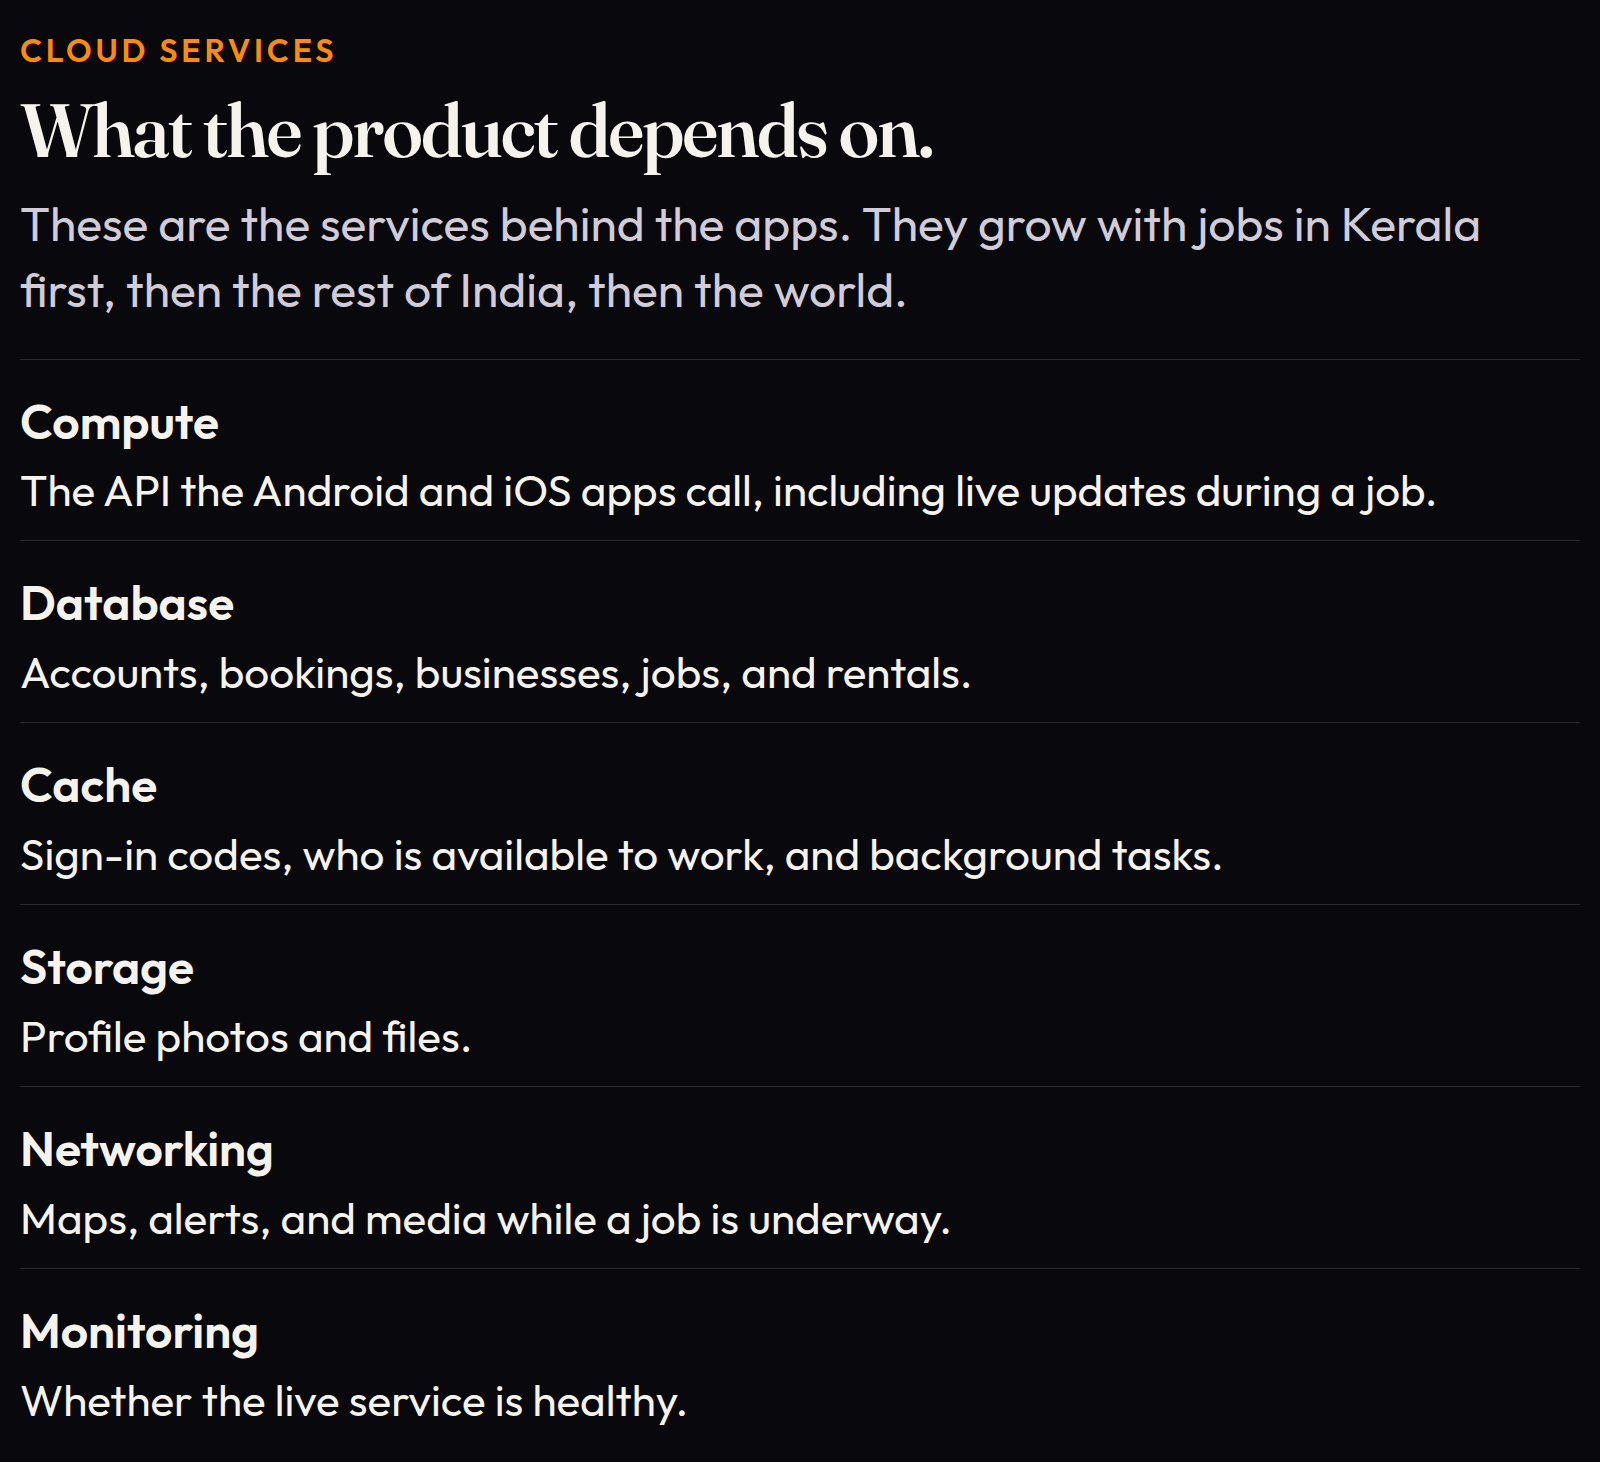 CLOUD SERVICES
What the product depends on.
These are the services behind the apps. They grow with jobs in Kerala
first, then the rest of India, then the world.
Compute
The API the Android and iOS apps call, including live updates during a job.
Database
Accounts, bookings, businesses, jobs, and rentals.
Cache
Sign-in codes, who is available to work, and background tasks.
Storage
Profile photos and files.
Networking
Maps, alerts, and media while a job is underway.
Monitoring
Whether the live service is healthy.